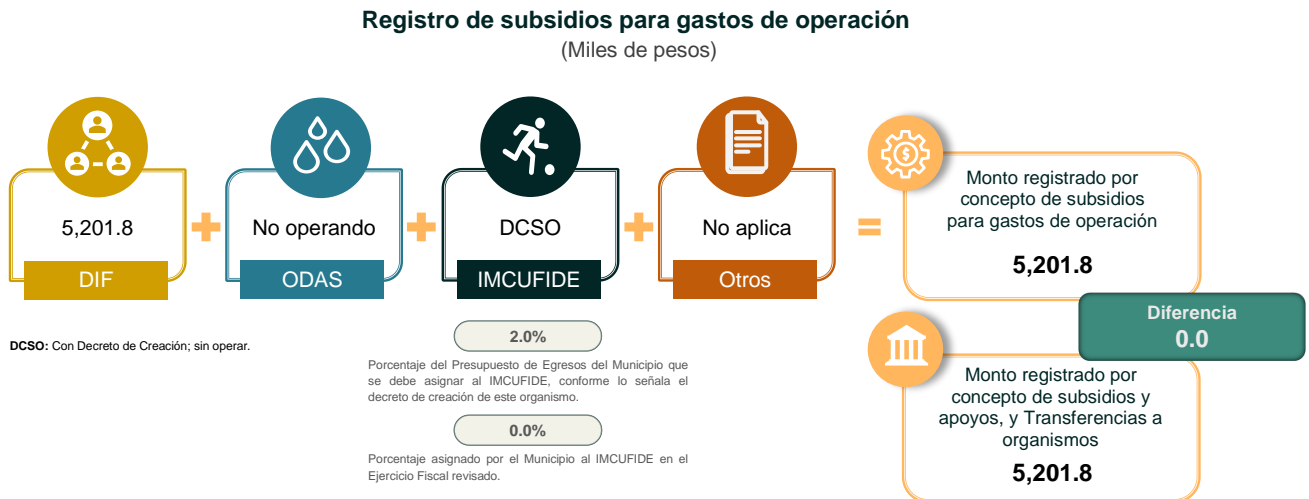 Registro de subsidios para gastos de operación
(Miles de pesos)
5,201.8
DIF
No operando
ODAS
DCSO
IMCUFIDE
No aplica
Otros
Monto registrado por
concepto de subsidios
para gastos de operación
5,201.8
Diferencia
0.0
Monto registrado por
concepto de subsidios y
apoyos, y Transferencias a
organismos
5,201.8
DCSO: Con Decreto de Creación; sin operar.
2.0%
Porcentaje del Presupuesto de Egresos del Municipio que
se debe asignar al IMCUFIDE, conforme lo señala el
decreto de creación de este organismo.
0.0%
Porcentaje asignado por el Municipio al IMCUFIDE en el
Ejercicio Fiscal revisado.